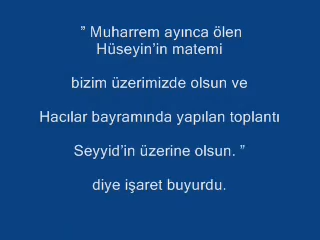 ” Muharrem ayınca ölen
Hüseyin’in matemi
bizim üzerimizde olsun ve
Hacılar bayramında yapılan toplantı
Seyyid’in üzerine olsun. ”
diye işaret buyurdu.